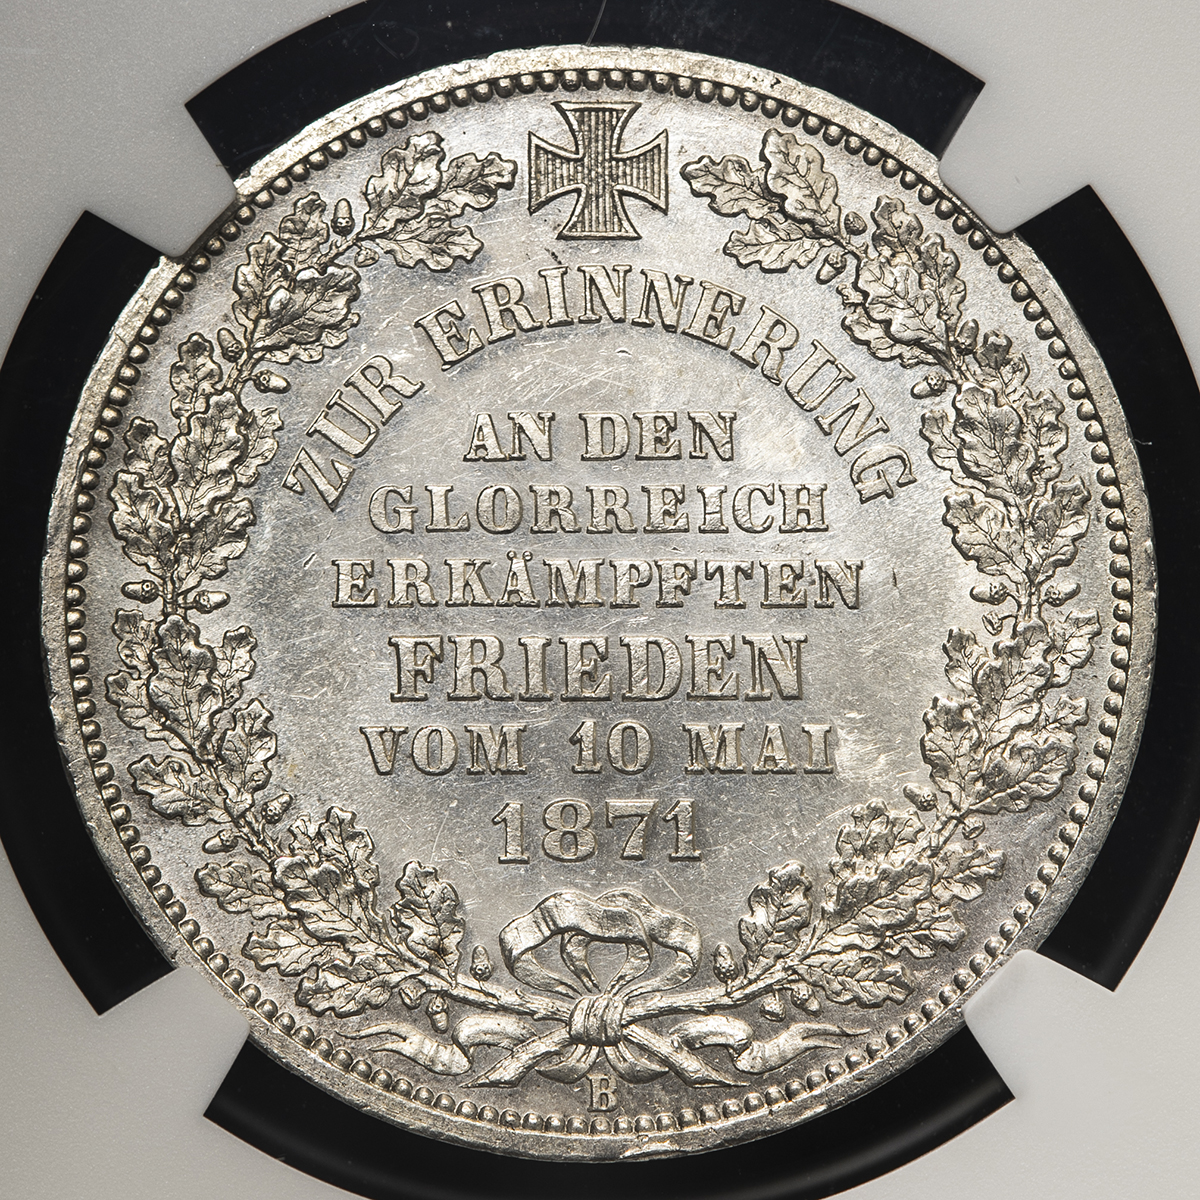 ZUR ERINNERUNG
AN DEN
GLORREICH
ERKÄMPFTEN
FRIEDEN
VOM 10 MAI
1871
B